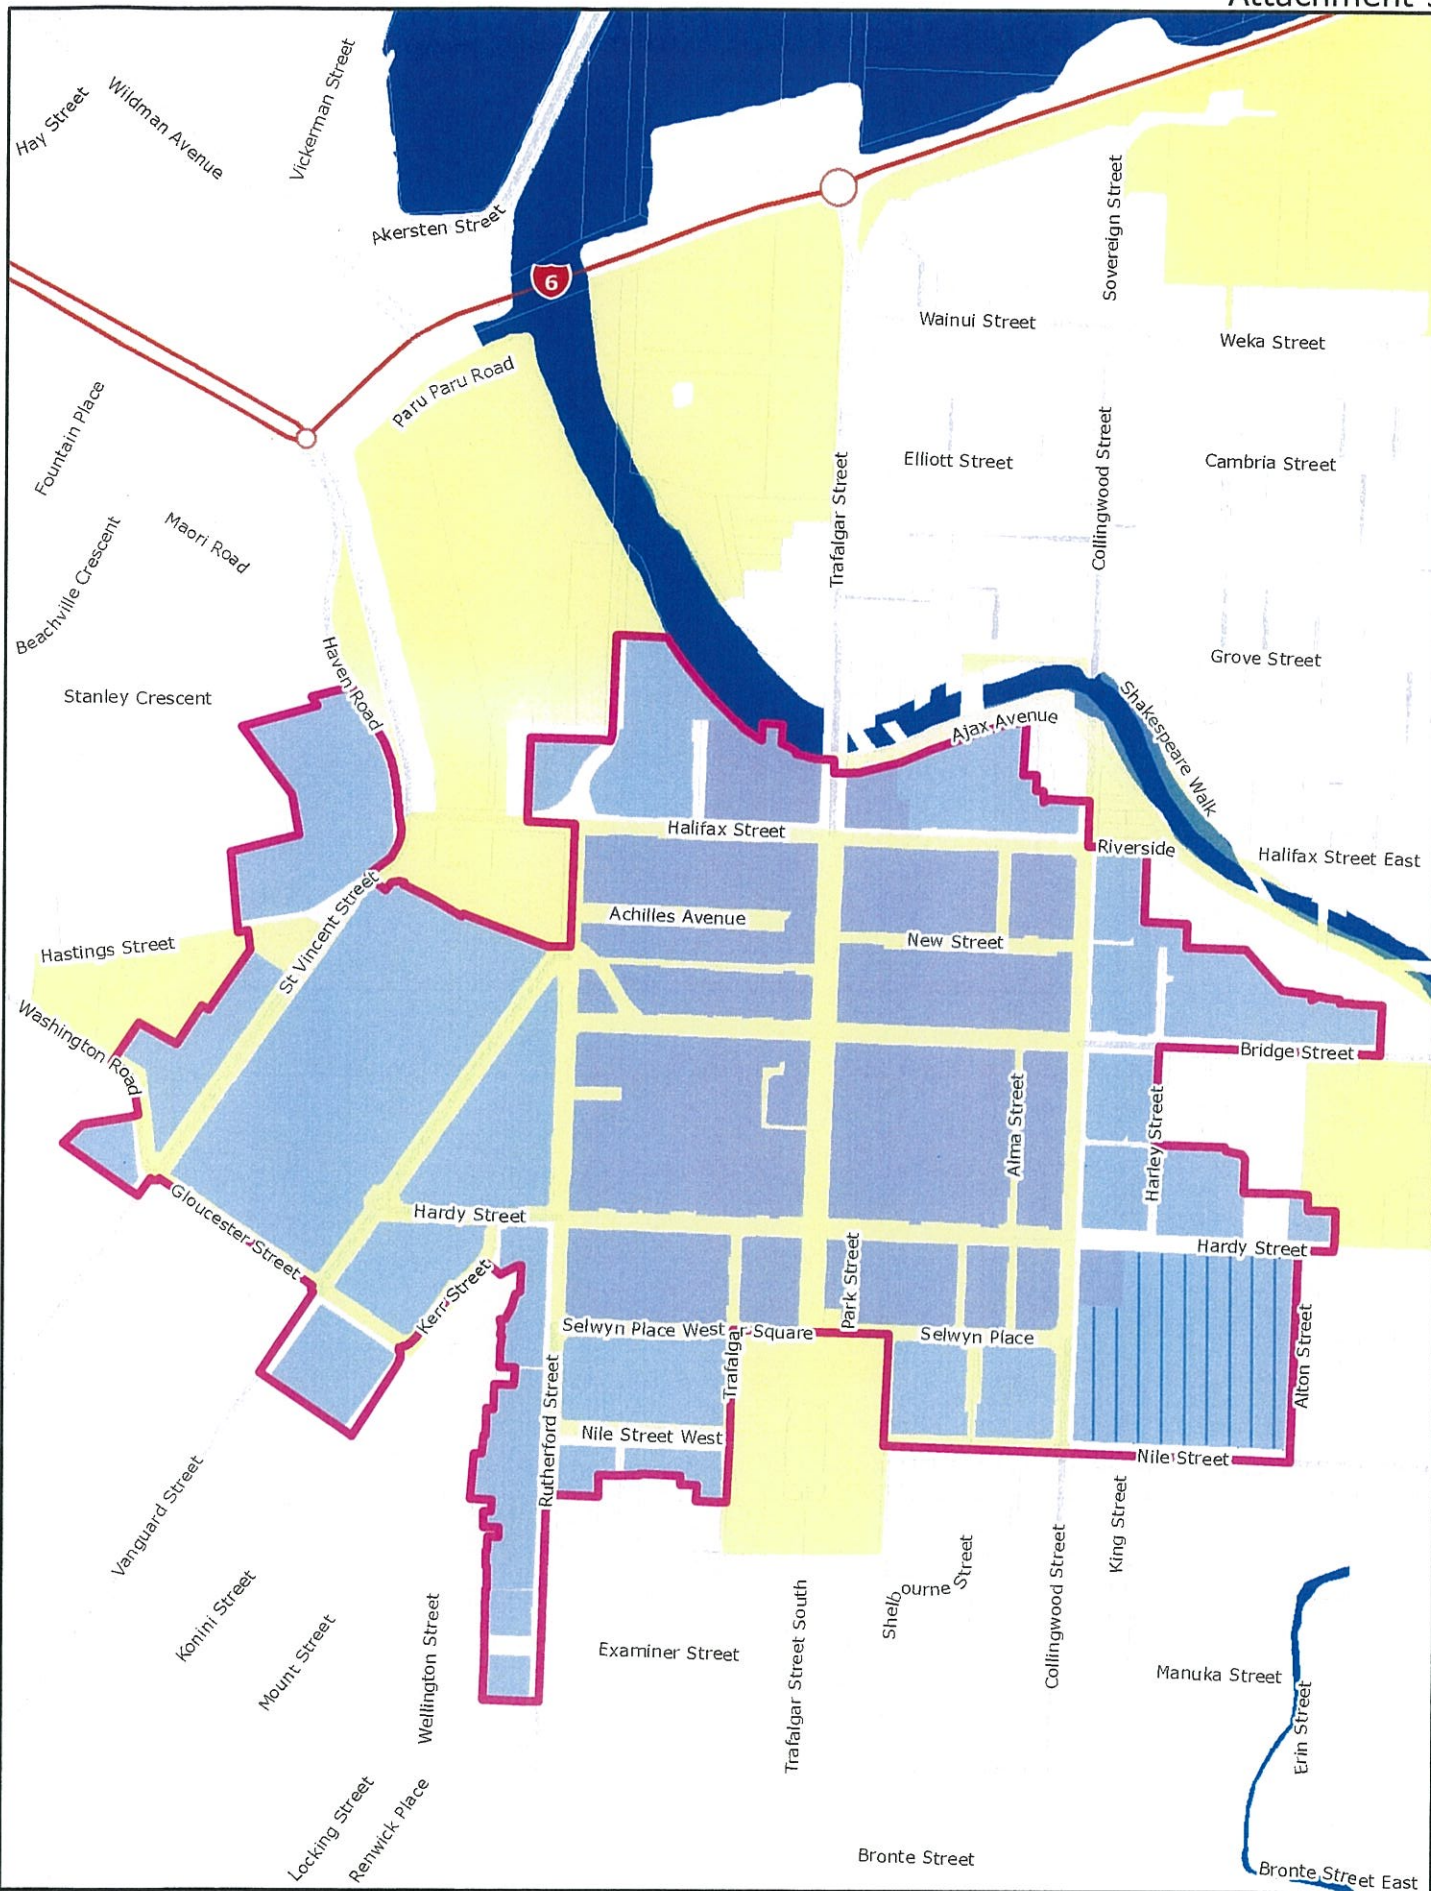 Attachment
Hay Street
Wildman Avenue
Vickerman Street
Akersten Street
6
Sovereign Street
Wainui Street
Weka Street
Paru Paru Road
Fountain Place
Trafalgar Street
Elliott Street
Collingwood Street
Cambria Street
Beachville Crescent
Maori Road
Haven Road
Grove Street
Stanley Crescent
Ajax Avenue
Shakespeare Walk
Halifax Street
Riverside
Halifax Street East
Achilles Avenue
New Street
Hastings Street
St Vincent Street
Washington Road
Bridge Street
Alma Street
Harley Street
Gloucester Street
Hardy Street
Park Street
Hardy Street
Kerr Street
Selwyn Place West
r Square
Selwyn Place
Trafalgar
Alton Street
Rutherford Street
Nile Street West
Nile Street
Vanguard Street
King Street
Konini Street
Mount Street
Wellington Street
Shelbourne Street
Collingwood Street
Examiner Street
Trafalgar Street South
Manuka Street
Erin Street
Locking Street
Renwick Place
Bronte Street
Bronte Street East